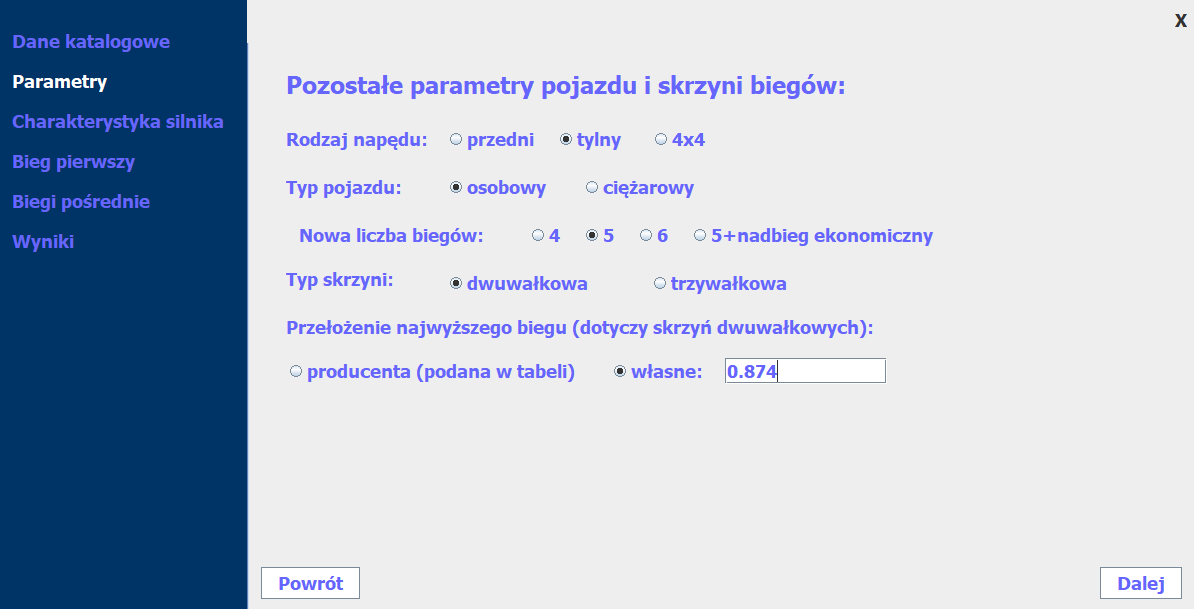 X
Dane katalogowe
Parametry
Charakterystyka silnika
Bieg pierwszy
Biegi pośrednie
Wyniki
Pozostałe parametry pojazdu i skrzyni biegów:
Rodzaj napędu: przedni tylny 4x4
Typ pojazdu: osobowy ciężarowy
Nowa liczba biegów: 4 5 6 5+nadbieg ekonomiczny
Typ skrzyni: dwuwałkowa trzywałkowa
Przełożenie najwyższego biegu (dotyczy skrzyń dwuwałkowych):
producenta (podana w tabeli) własne: 0.874
Powrót Dalej